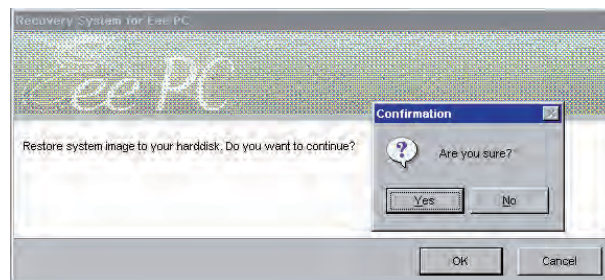 Recovery System for Eee PC
Eee PC
Restore system image to your harddisk. Do you want to continue?
Confirmation
Are you sure?
Yes
No
OK
Cancel